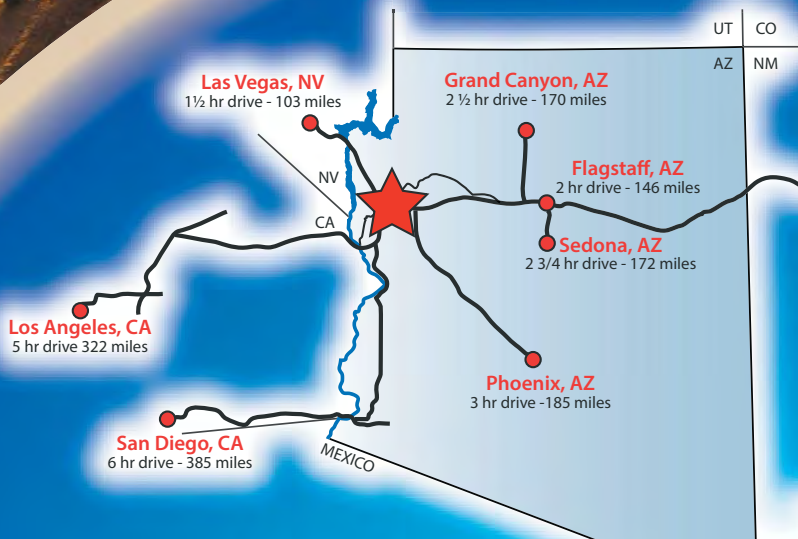 UT
CO
AZ
NM
Las Vegas, NV
1½ hr drive - 103 miles
Grand Canyon, AZ
2 ½ hr drive - 170 miles
NV
Flagstaff, AZ
2 hr drive - 146 miles
CA
Sedona, AZ
2 3/4 hr drive - 172 miles
Los Angeles, CA
5 hr drive 322 miles
Phoenix, AZ
3 hr drive -185 miles
San Diego, CA
6 hr drive - 385 miles
MEXICO